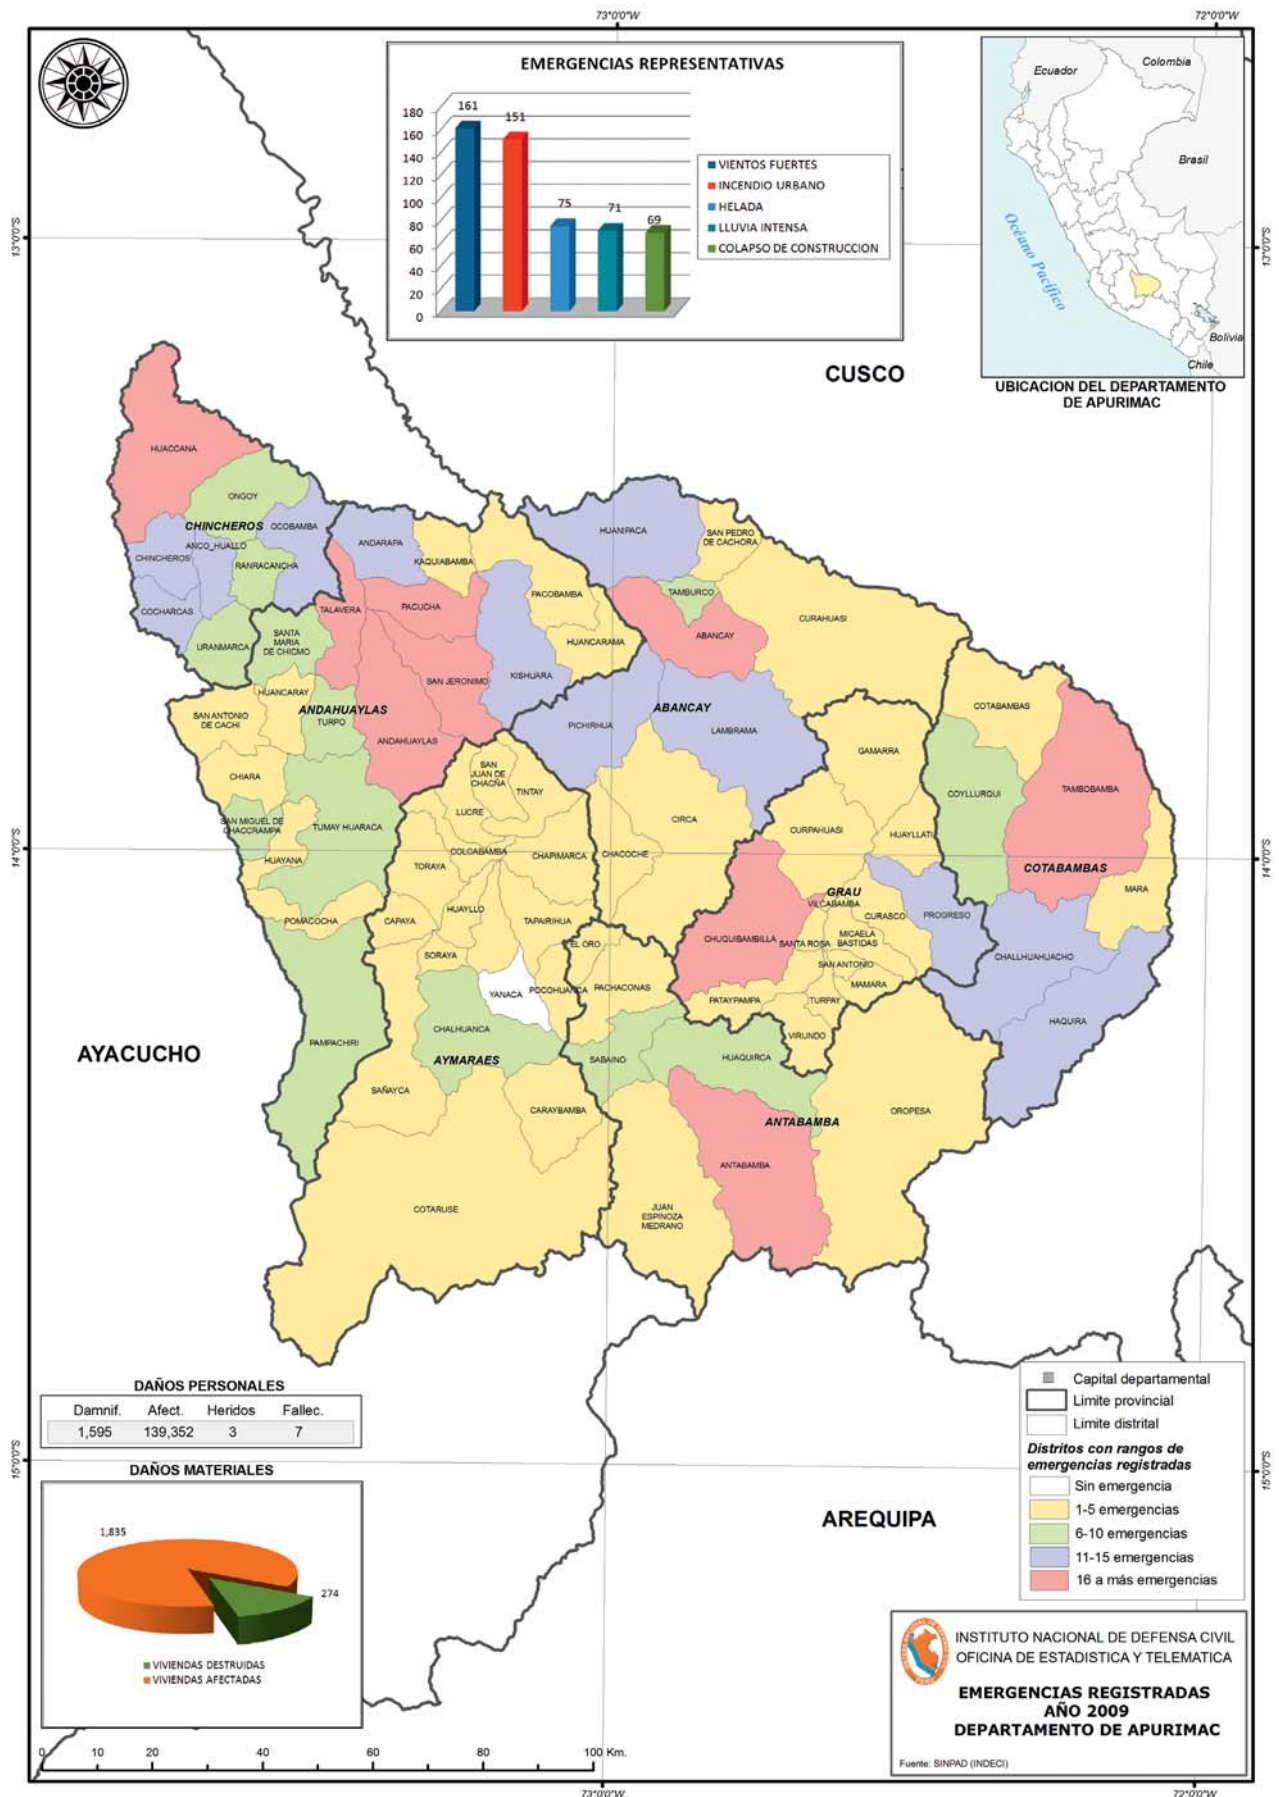 73°0'0"W
72°0'0"W
EMERGENCIAS REPRESENTATIVAS
180
160
140
120
100
80
60
40
20
0
161
151
75
71
69
VIENTOS FUERTES
INCENDIO URBANO
HELADA
LLUVIA INTENSA
COLAPSO DE CONSTRUCCION
Ecuador
Colombia
Brasil
Océano Pacífico
Bolivia
Chile
UBICACION DEL DEPARTAMENTO
DE APURIMAC
13°0'0"S
13°0'0"S
CUSCO
HUACCANA
ONGOY
CHINCHEROS
OCOBAMBA
ANCO_HUALLO
CHINCHEROS
RANRACANCHA
COCHARCAS
URANMARCA
ANDARAPA
KAQUIABAMBA
HUANIPACA
SAN PEDRO
DE CACHORA
TALAVERA
PACUCHA
PACOBAMBA
TAMBURCO
CURAHUASI
SANTA
MARIA
DE CHICMO
HUANCARAMA
ABANCAY
SAN JERONIMO
KISHUARA
HUANCARAY
ANDAHUAYLAS
TURPO
SAN ANTONIO
DE CACHI
ANDAHUAYLAS
PICHIRHUA
ABANCAY
LAMBRAMA
COTABAMBAS
GAMARRA
CHIARA
SAN
JUAN DE
CHACÑA
TINTAY
LUCRE
COYLLURQUI
TAMBOBAMBA
SAN MIGUEL DE
CHACCRAMPA
TUMAY HUARACA
CIRCA
CURPAHUASI
HUAYLLATI
14°0'0"S
14°0'0"S
HUAYANA
TORAYA
COLCABAMBA
CHAPIMARCA
CHACOCHE
COTABAMBAS
MARA
GRAU
VILCABAMBA
CURASCO
PROGRESO
POMACOCHA
CAPAYA
HUAYLLO
TAPAIRIHUA
EL ORO
CHUQUIBAMBILLA
SANTA ROSA
MICAELA
BASTIDAS
SAN ANTONIO
MAMARA
CHALLHUAHUACHO
SORAYA
YANACA
POCOHUANCA
PACHACONAS
PATAYPAMPA
TURPAY
HAQUIRA
VIRUNDO
PAMPACHIRI
CHALHUANCA
AYMARAES
SABAINO
HUAQUIRCA
AYACUCHO
SAÑAYCA
CARAYBAMBA
OROPESA
ANTABAMBA
ANTABAMBA
COTARUSE
JUAN
ESPINOZA
MEDRANO
DAÑOS PERSONALES
Damnif. Afect. Heridos Fallec.
1,595 139,352 3 7
15°0'0"S
15°0'0"S
DAÑOS MATERIALES
1,835
274
VIVIENDAS DESTRUIDAS
VIVIENDAS AFECTADAS
AREQUIPA
Capital departamental
Limite provincial
Limite distrital
Distritos con rangos de
emergencias registradas
Sin emergencia
1-5 emergencias
6-10 emergencias
11-15 emergencias
16 a más emergencias
INSTITUTO NACIONAL DE DEFENSA CIVIL
OFICINA DE ESTADISTICA Y TELEMATICA
EMERGENCIAS REGISTRADAS
AÑO 2009
DEPARTAMENTO DE APURIMAC
Fuente: SINPAD (INDECI)
0 10 20 40 60 80 100 Km.
73°0'0"W
72°0'0"W